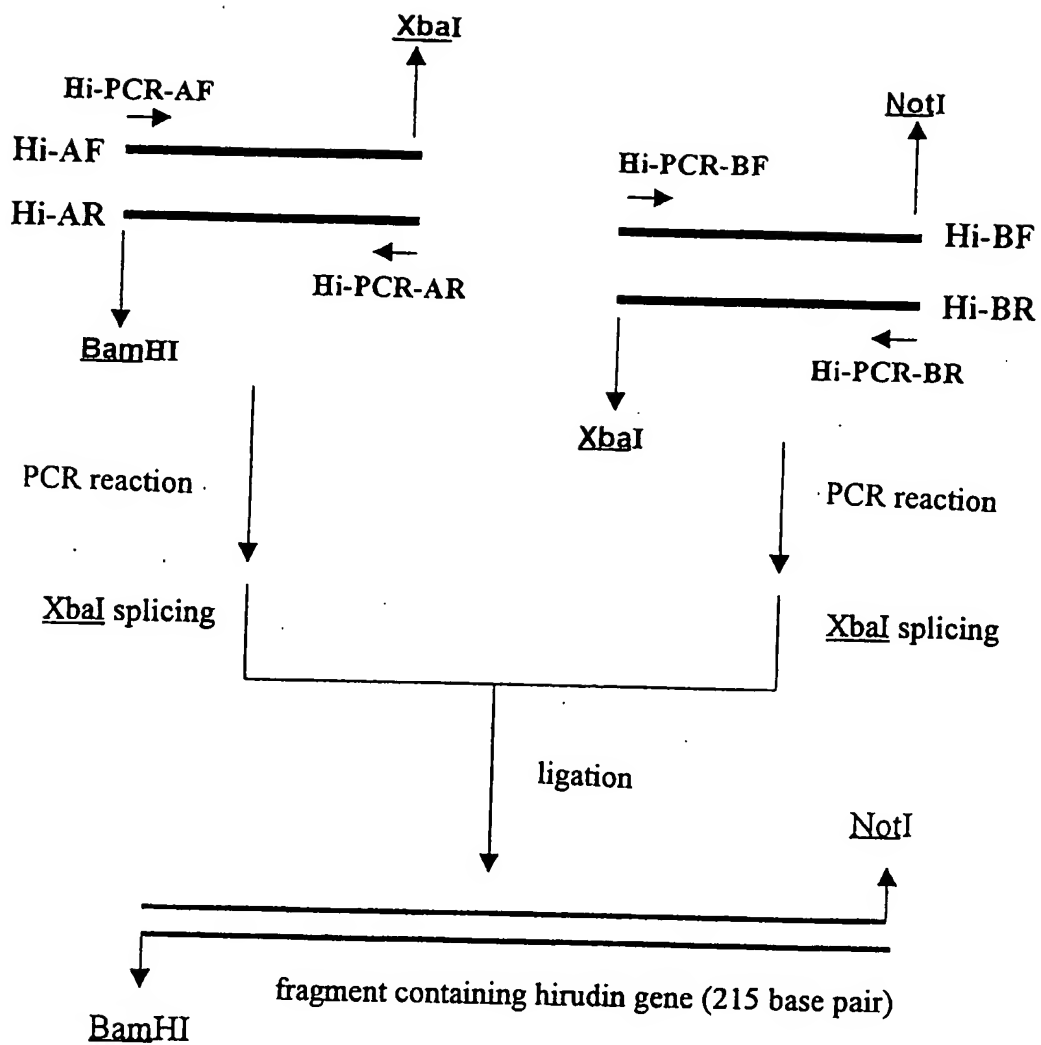 XbaI
Hi-PCR-AF
NotI
Hi-AF
Hi-PCR-BF
Hi-AR
Hi-BF
Hi-PCR-AR
Hi-BR
BamHI
Hi-PCR-BR
XbaI
PCR reaction
PCR reaction
XbaI splicing
XbaI splicing
ligation
NotI
fragment containing hirudin gene (215 base pair)
BamHI